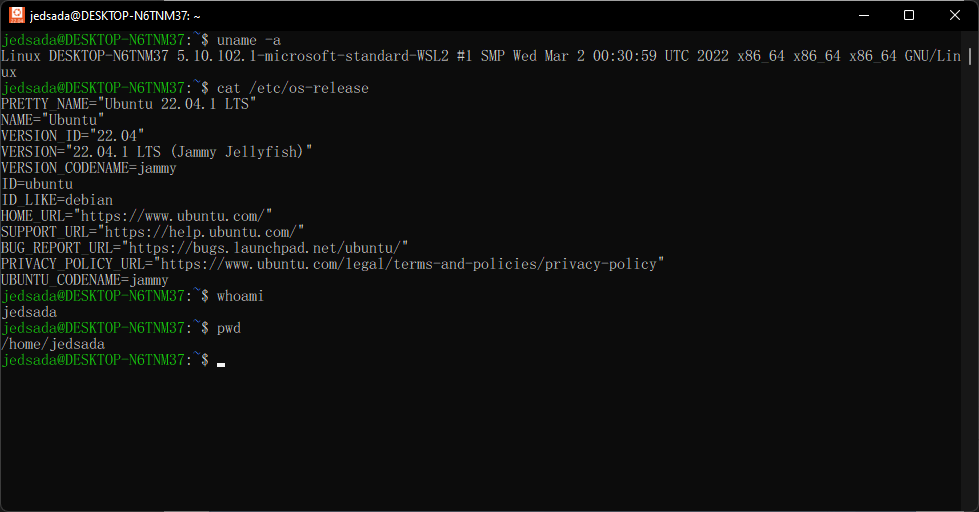 jedsada@DESKTOP-N6TNM37: ~
jedsada@DESKTOP-N6TNM37:~$ uname -a
Linux DESKTOP-N6TNM37 5.10.102.1-microsoft-standard-WSL2 #1 SMP Wed Mar 2 00:30:59 UTC 2022 x86_64 x86_64 x86_64 GNU/Lin
ux
jedsada@DESKTOP-N6TNM37:~$ cat /etc/os-release
PRETTY_NAME="Ubuntu 22.04.1 LTS"
NAME="Ubuntu"
VERSION_ID="22.04"
VERSION="22.04.1 LTS (Jammy Jellyfish)"
VERSION_CODENAME=jammy
ID=ubuntu
ID_LIKE=debian
HOME_URL="https://www.ubuntu.com/"
SUPPORT_URL="https://help.ubuntu.com/"
BUG_REPORT_URL="https://bugs.launchpad.net/ubuntu/"
PRIVACY_POLICY_URL="https://www.ubuntu.com/legal/terms-and-policies/privacy-policy"
UBUNTU_CODENAME=jammy
jedsada@DESKTOP-N6TNM37:~$ whoami
jedsada
jedsada@DESKTOP-N6TNM37:~$ pwd
/home/jedsada
jedsada@DESKTOP-N6TNM37:~$